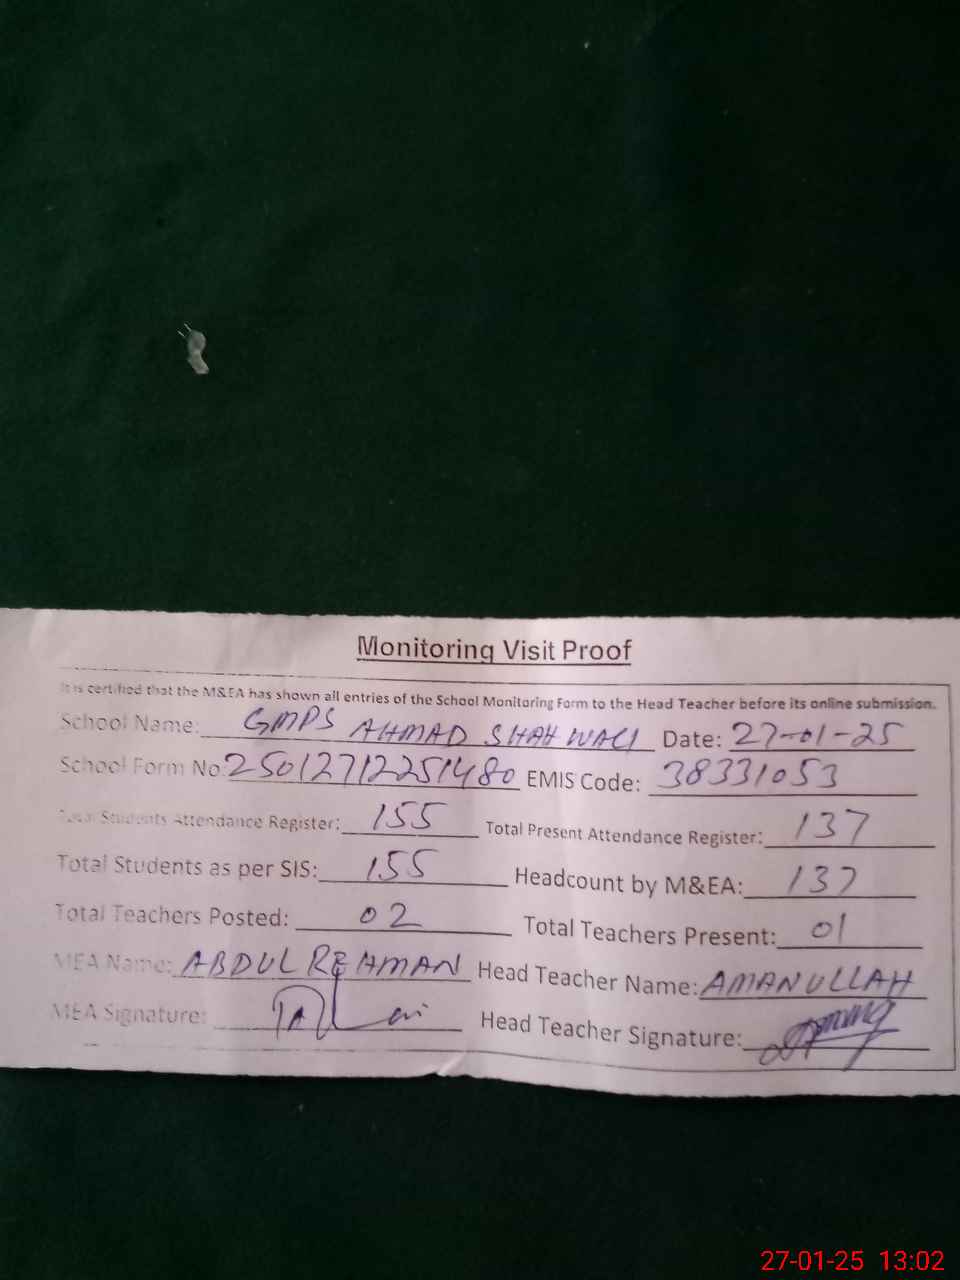 Monitoring Visit Proof
It is certified that the M&EA has shown all entries of the School Monitoring Form to the Head Teacher before its online submission.
School Name: GMPS AHMAD SHAH WALI Date: 27-01-25
School Form No: 25012712251480 EMIS Code: 38331053
Total Students Attendance Register: 155 Total Present Attendance Register: 137
Total Students as per SIS: 155 Headcount by M&EA: 137
Total Teachers Posted: 02 Total Teachers Present: 01
MEA Name: ABDUL REHMAN Head Teacher Name: AMANULLAH
MEA Signature: Head Teacher Signature:
27-01-25 13:02